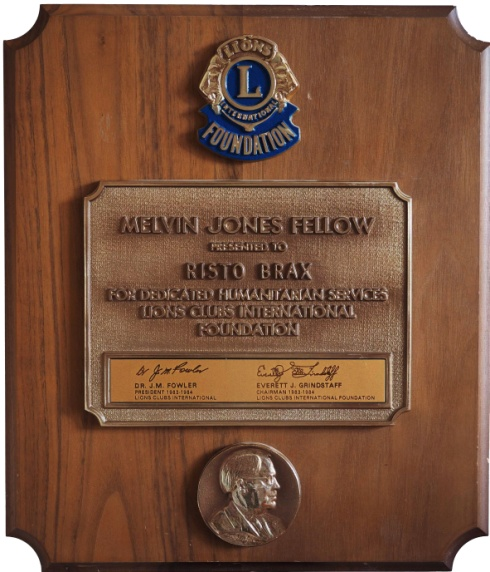 LIONS
L
INTERNATIONAL
FOUNDATION
MELVIN JONES FELLOW
PRESENTED TO
RISTO BRAX
FOR DEDICATED HUMANITARIAN SERVICES
LIONS CLUBS INTERNATIONAL
FOUNDATION
Dr J. M. Fowler
DR. J.M. FOWLER
PRESIDENT 1983-1984
LIONS CLUBS INTERNATIONAL
Everett J. Grindstaff
EVERETT J. GRINDSTAFF
CHAIRMAN 1983-1984
LIONS CLUBS INTERNATIONAL FOUNDATION